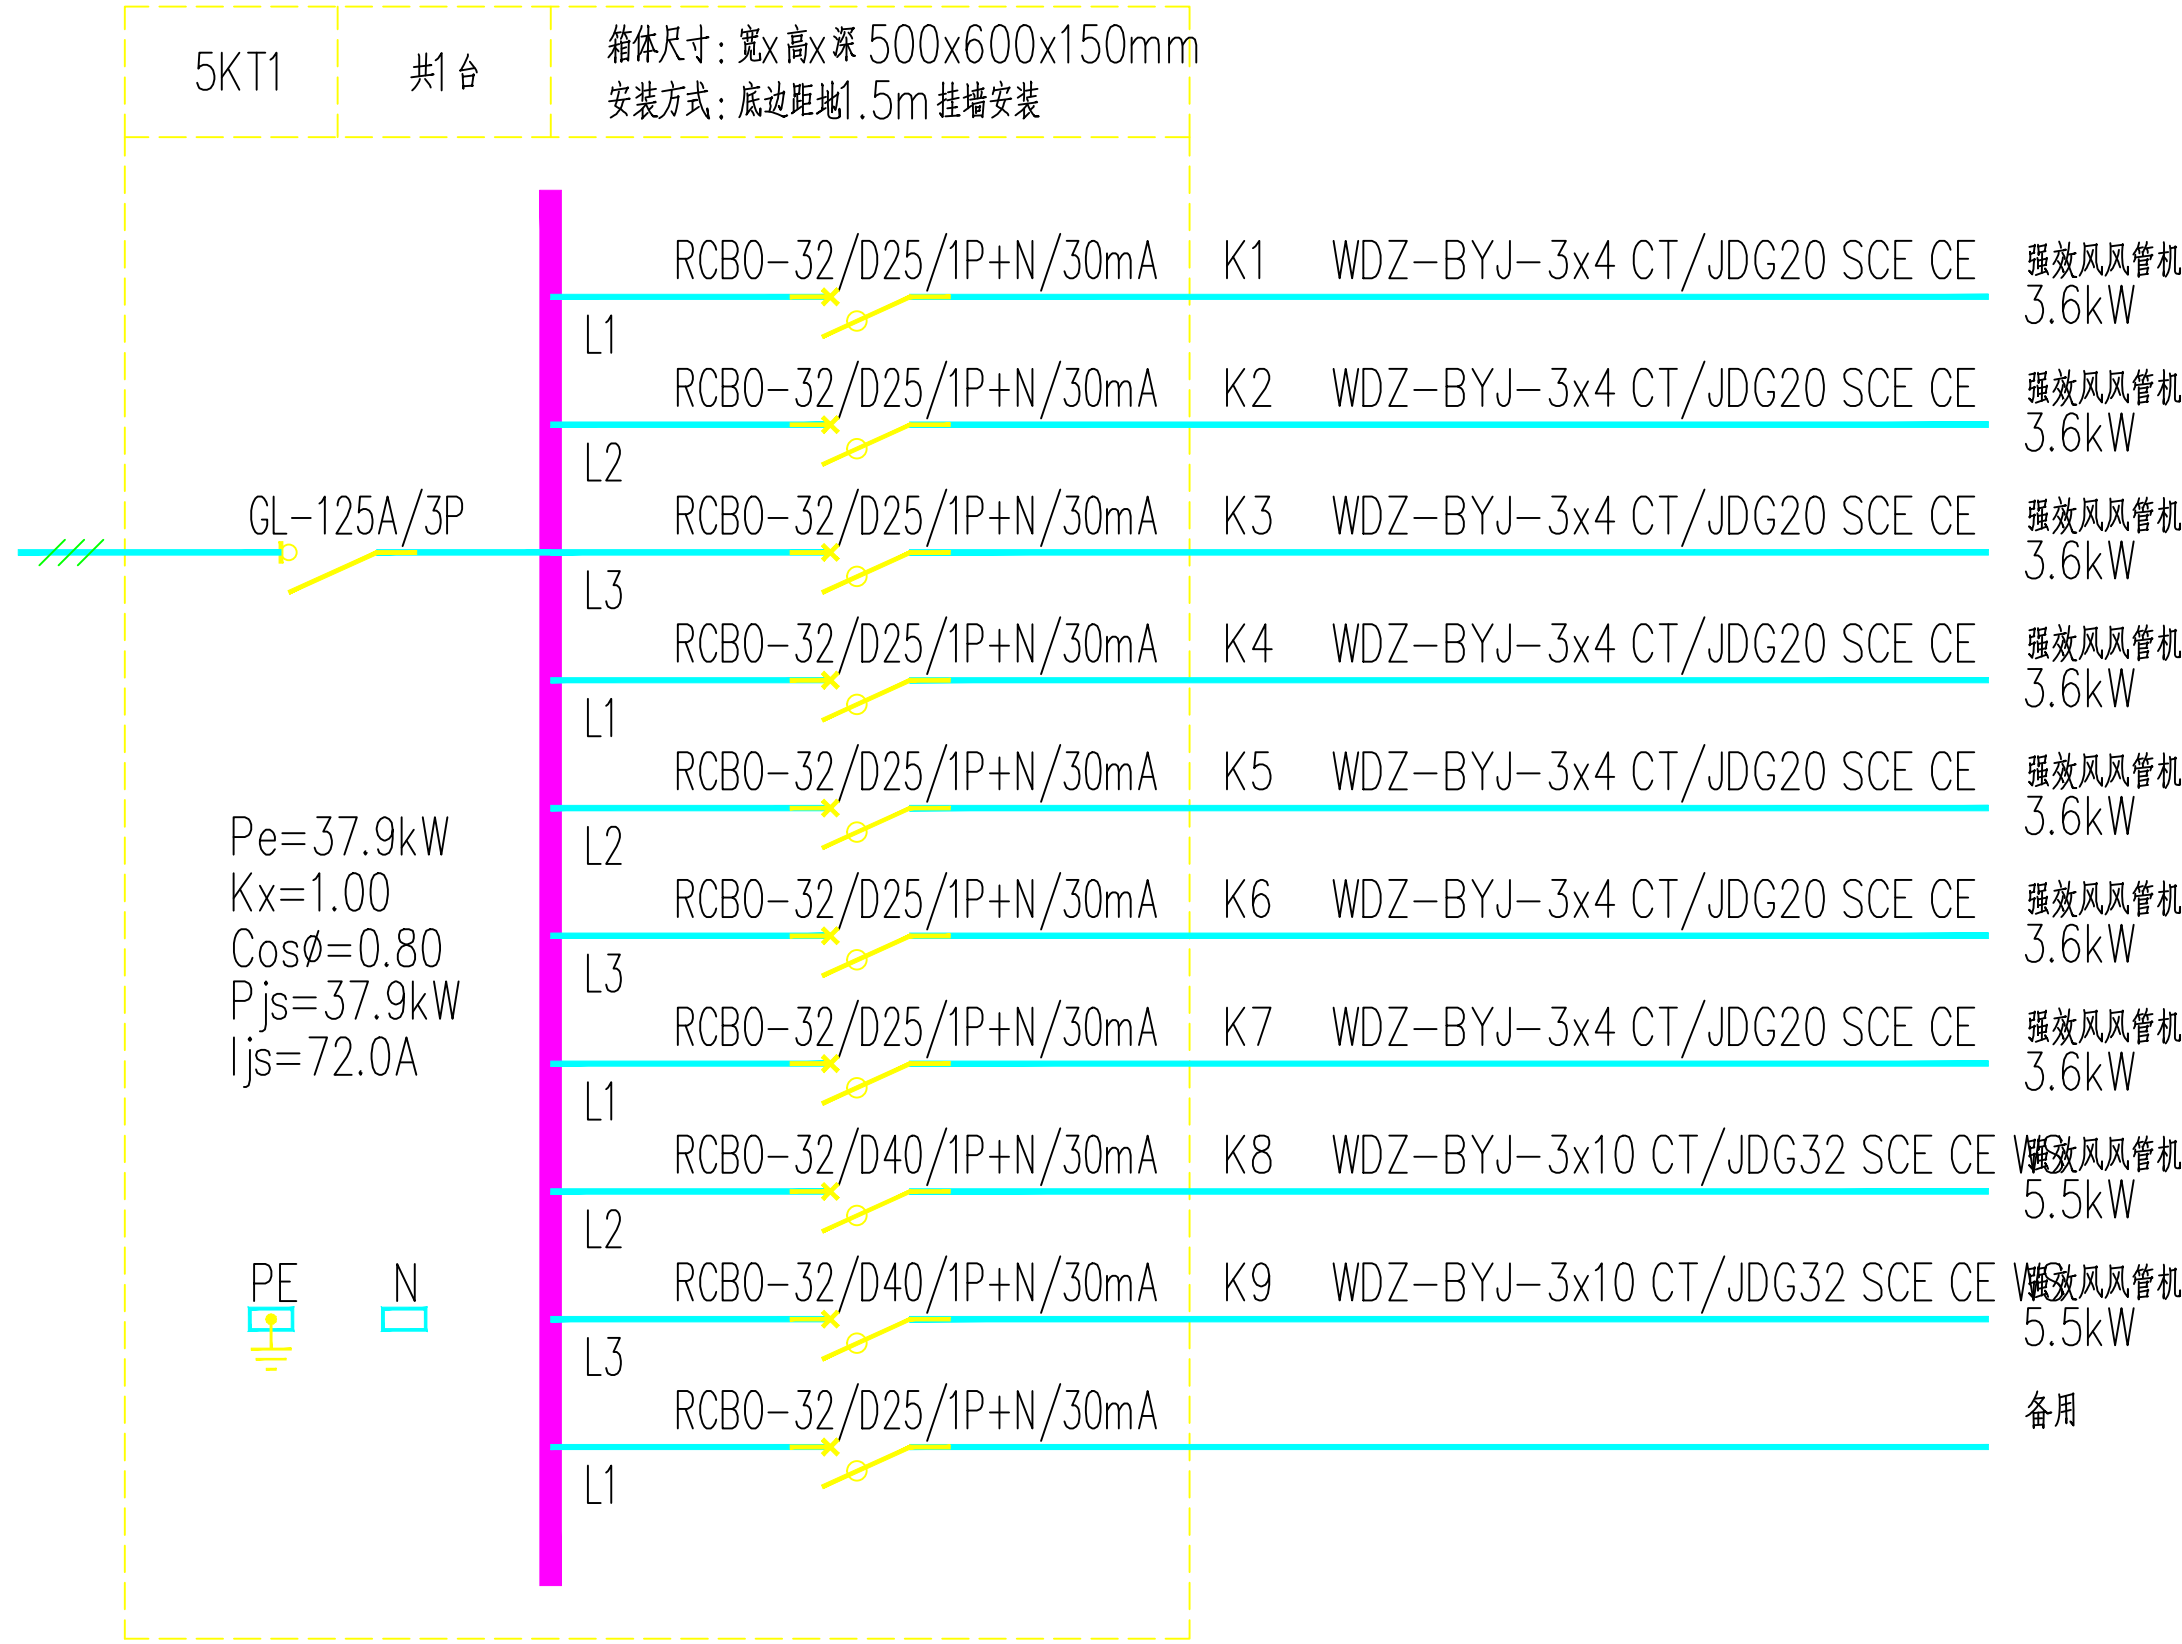 5KT1
共1台
箱体尺寸: 宽x高x深 500x600x150mm
安装方式: 底边距地1.5m挂墙安装
RCBO-32/D25/1P+N/30mA K1 WDZ-BYJ-3x4 CT/JDG20 SCE CE 强效风风管机
L1 3.6kW
RCBO-32/D25/1P+N/30mA K2 WDZ-BYJ-3x4 CT/JDG20 SCE CE 强效风风管机
L2 3.6kW
GL-125A/3P RCBO-32/D25/1P+N/30mA K3 WDZ-BYJ-3x4 CT/JDG20 SCE CE 强效风风管机
L3 3.6kW
RCBO-32/D25/1P+N/30mA K4 WDZ-BYJ-3x4 CT/JDG20 SCE CE 强效风风管机
L1 3.6kW
RCBO-32/D25/1P+N/30mA K5 WDZ-BYJ-3x4 CT/JDG20 SCE CE 强效风风管机
L2 3.6kW
RCBO-32/D25/1P+N/30mA K6 WDZ-BYJ-3x4 CT/JDG20 SCE CE 强效风风管机
L3 3.6kW
RCBO-32/D25/1P+N/30mA K7 WDZ-BYJ-3x4 CT/JDG20 SCE CE 强效风风管机
L1 3.6kW
RCBO-32/D40/1P+N/30mA K8 WDZ-BYJ-3x10 CT/JDG32 SCE CE WS 强效风风管机
L2 5.5kW
RCBO-32/D40/1P+N/30mA K9 WDZ-BYJ-3x10 CT/JDG32 SCE CE WS 强效风风管机
L3 5.5kW
RCBO-32/D25/1P+N/30mA 备用
L1
Pe=37.9kW
Kx=1.00
Cosø=0.80
Pjs=37.9kW
Ijs=72.0A
PE N